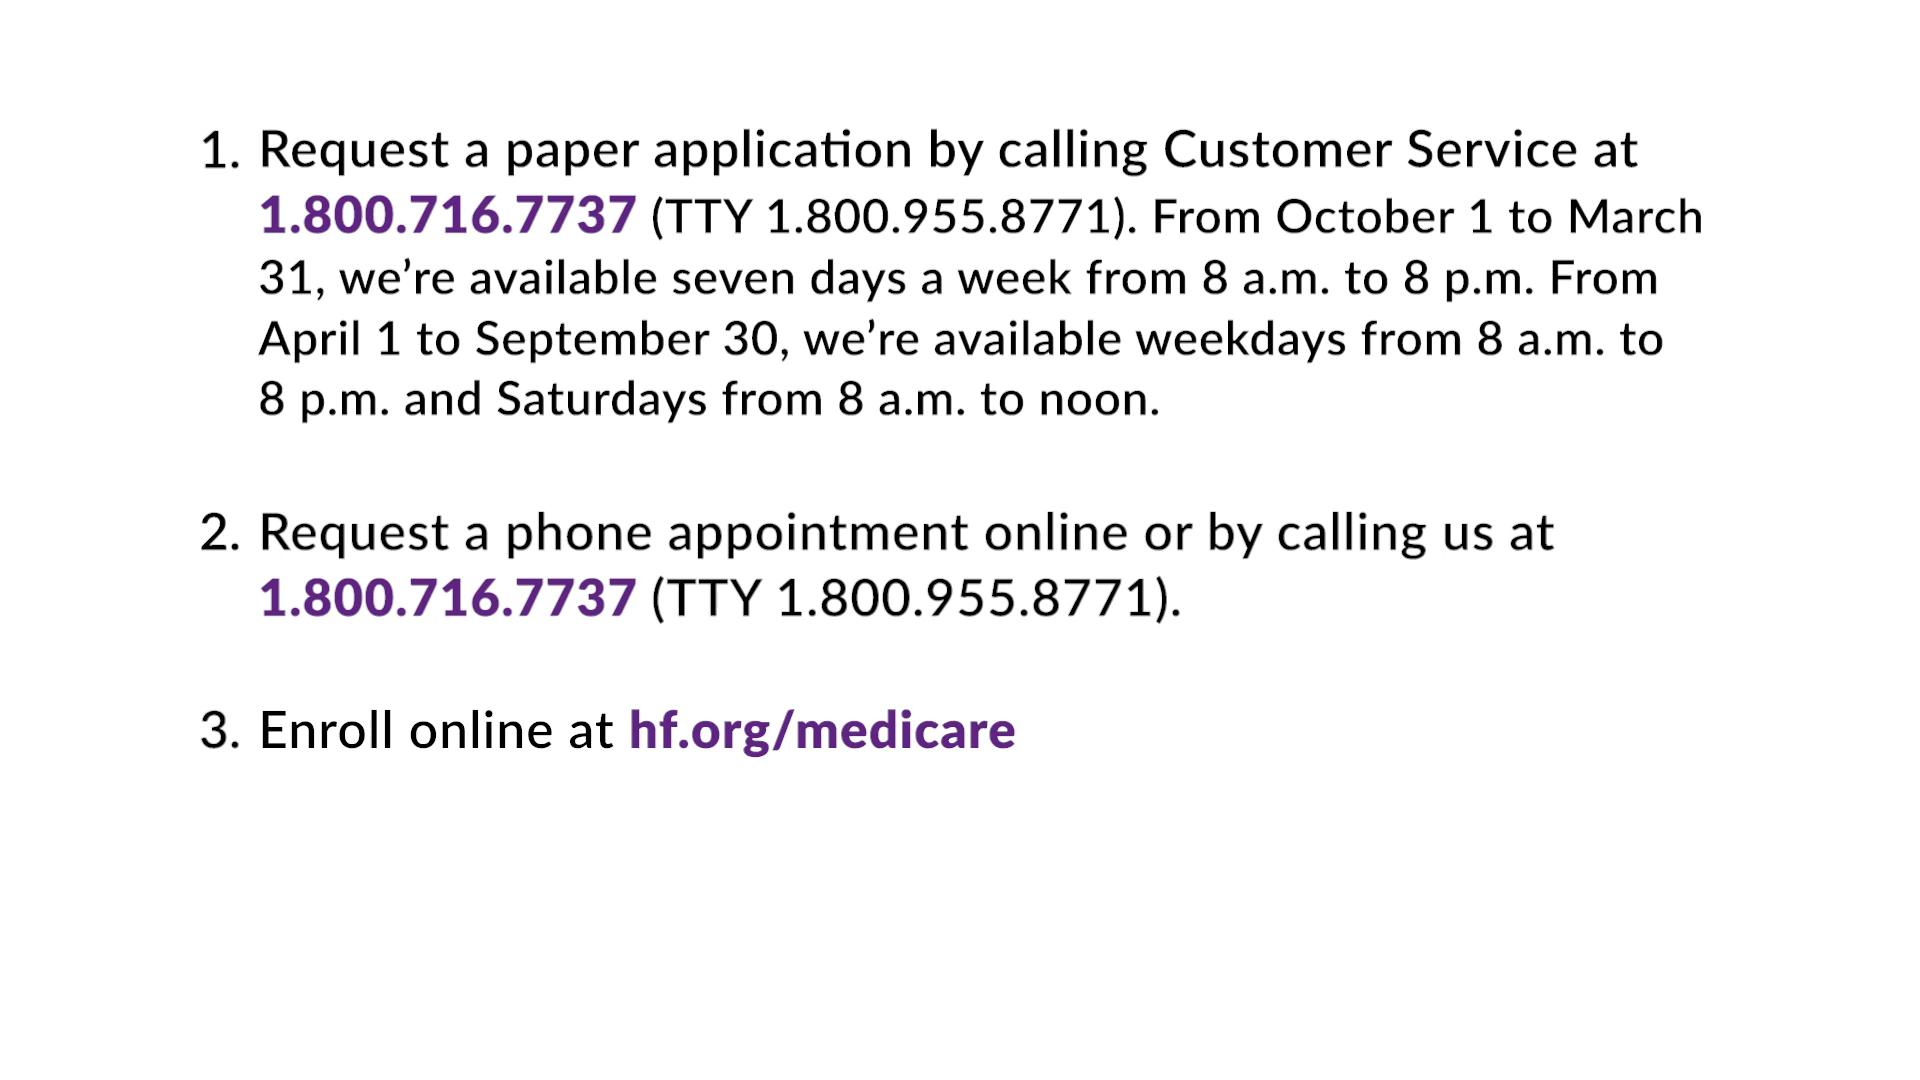 1. Request a paper application by calling Customer Service at
1.800.716.7737 (TTY 1.800.955.8771). From October 1 to March
31, we’re available seven days a week from 8 a.m. to 8 p.m. From
April 1 to September 30, we’re available weekdays from 8 a.m. to
8 p.m. and Saturdays from 8 a.m. to noon.
2. Request a phone appointment online or by calling us at
1.800.716.7737 (TTY 1.800.955.8771).
3. Enroll online at hf.org/medicare